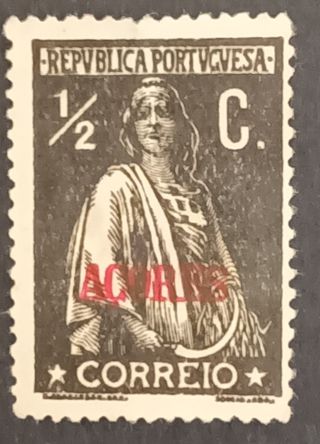 ·REPVBLICA PORTVGVESA·
½ C.
AÇORES
★ CORREIO ★